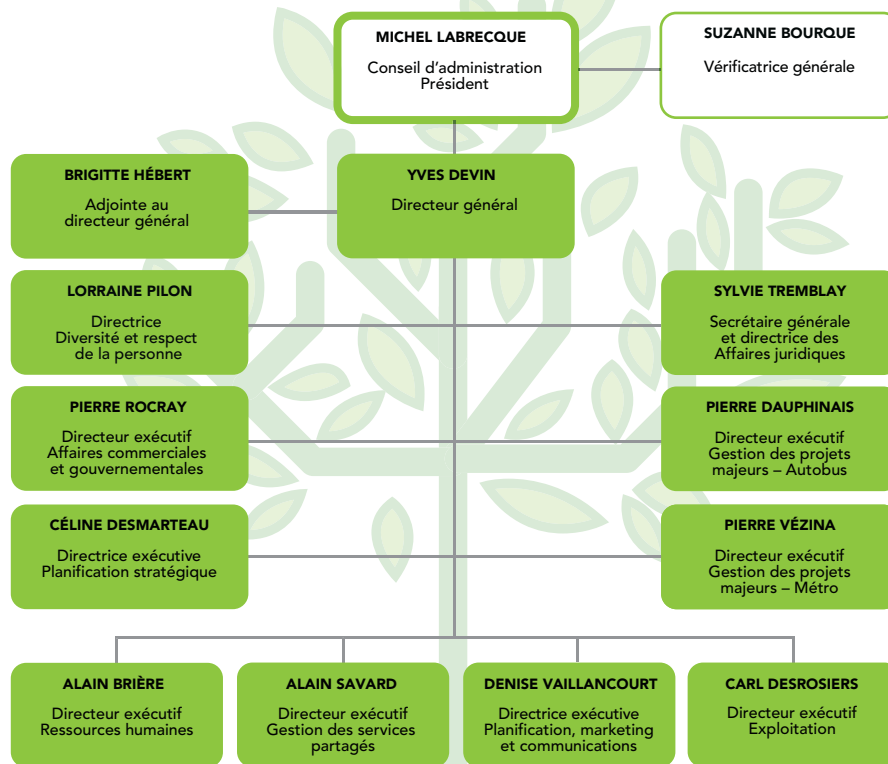 MICHEL LABRECQUE
Conseil d'administration
Président
SUZANNE BOURQUE
Vérificatrice générale
BRIGITTE HÉBERT
Adjointe au
directeur général
YVES DEVIN
Directeur général
LORRAINE PILON
Directrice
Diversité et respect
de la personne
SYLVIE TREMBLAY
Secrétaire générale
et directrice des
Affaires juridiques
PIERRE ROCRAY
Directeur exécutif
Affaires commerciales
et gouvernementales
PIERRE DAUPHINAIS
Directeur exécutif
Gestion des projets
majeurs – Autobus
CÉLINE DESMARTEAU
Directrice exécutive
Planification stratégique
PIERRE VÉZINA
Directeur exécutif
Gestion des projets
majeurs – Métro
ALAIN BRIÈRE
Directeur exécutif
Ressources humaines
ALAIN SAVARD
Directeur exécutif
Gestion des services
partagés
DENISE VAILLANCOURT
Directrice exécutive
Planification, marketing
et communications
CARL DESROSIERS
Directeur exécutif
Exploitation